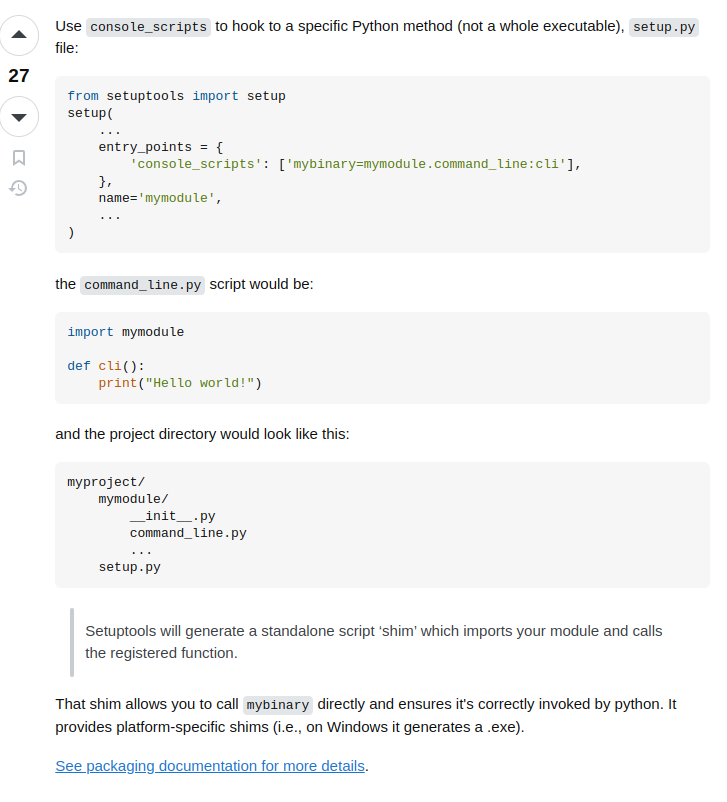 Use console_scripts to hook to a specific Python method (not a whole executable), setup.py
file:
27
from setuptools import setup
setup(
    ...
    entry_points = {
        'console_scripts': ['mybinary=mymodule.command_line:cli'],
    },
    name='mymodule',
    ...
)
the command_line.py script would be:
import mymodule
def cli():
    print("Hello world!")
and the project directory would look like this:
myproject/
    mymodule/
        __init__.py
        command_line.py
        ...
    setup.py
Setuptools will generate a standalone script ‘shim’ which imports your module and calls
the registered function.
That shim allows you to call mybinary directly and ensures it's correctly invoked by python. It
provides platform-specific shims (i.e., on Windows it generates a .exe).
See packaging documentation for more details.